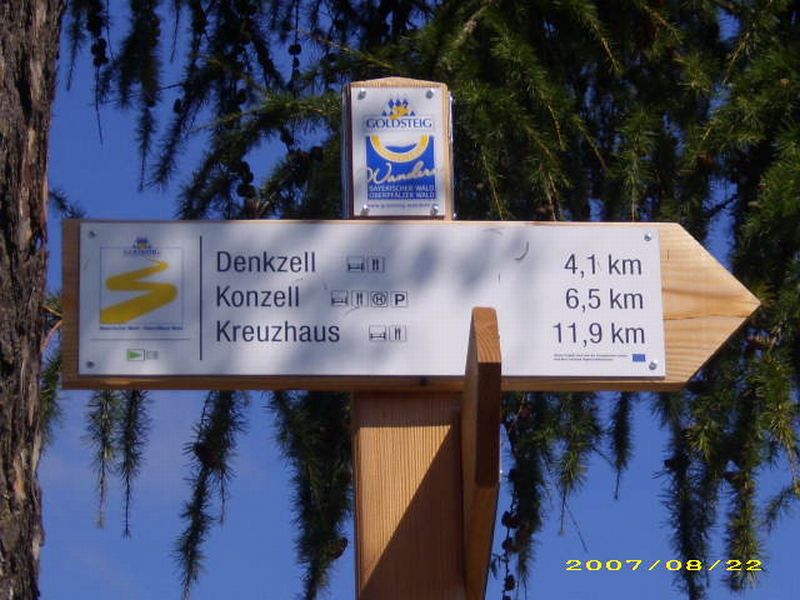 GOLDSTEIG
Wandern
BAYERISCHER WALD
OBERPFÄLZER WALD
GOLDSTEIG
Denkzell 4,1 km
Konzell P 6,5 km
Kreuzhaus 11,9 km
2007/08/22